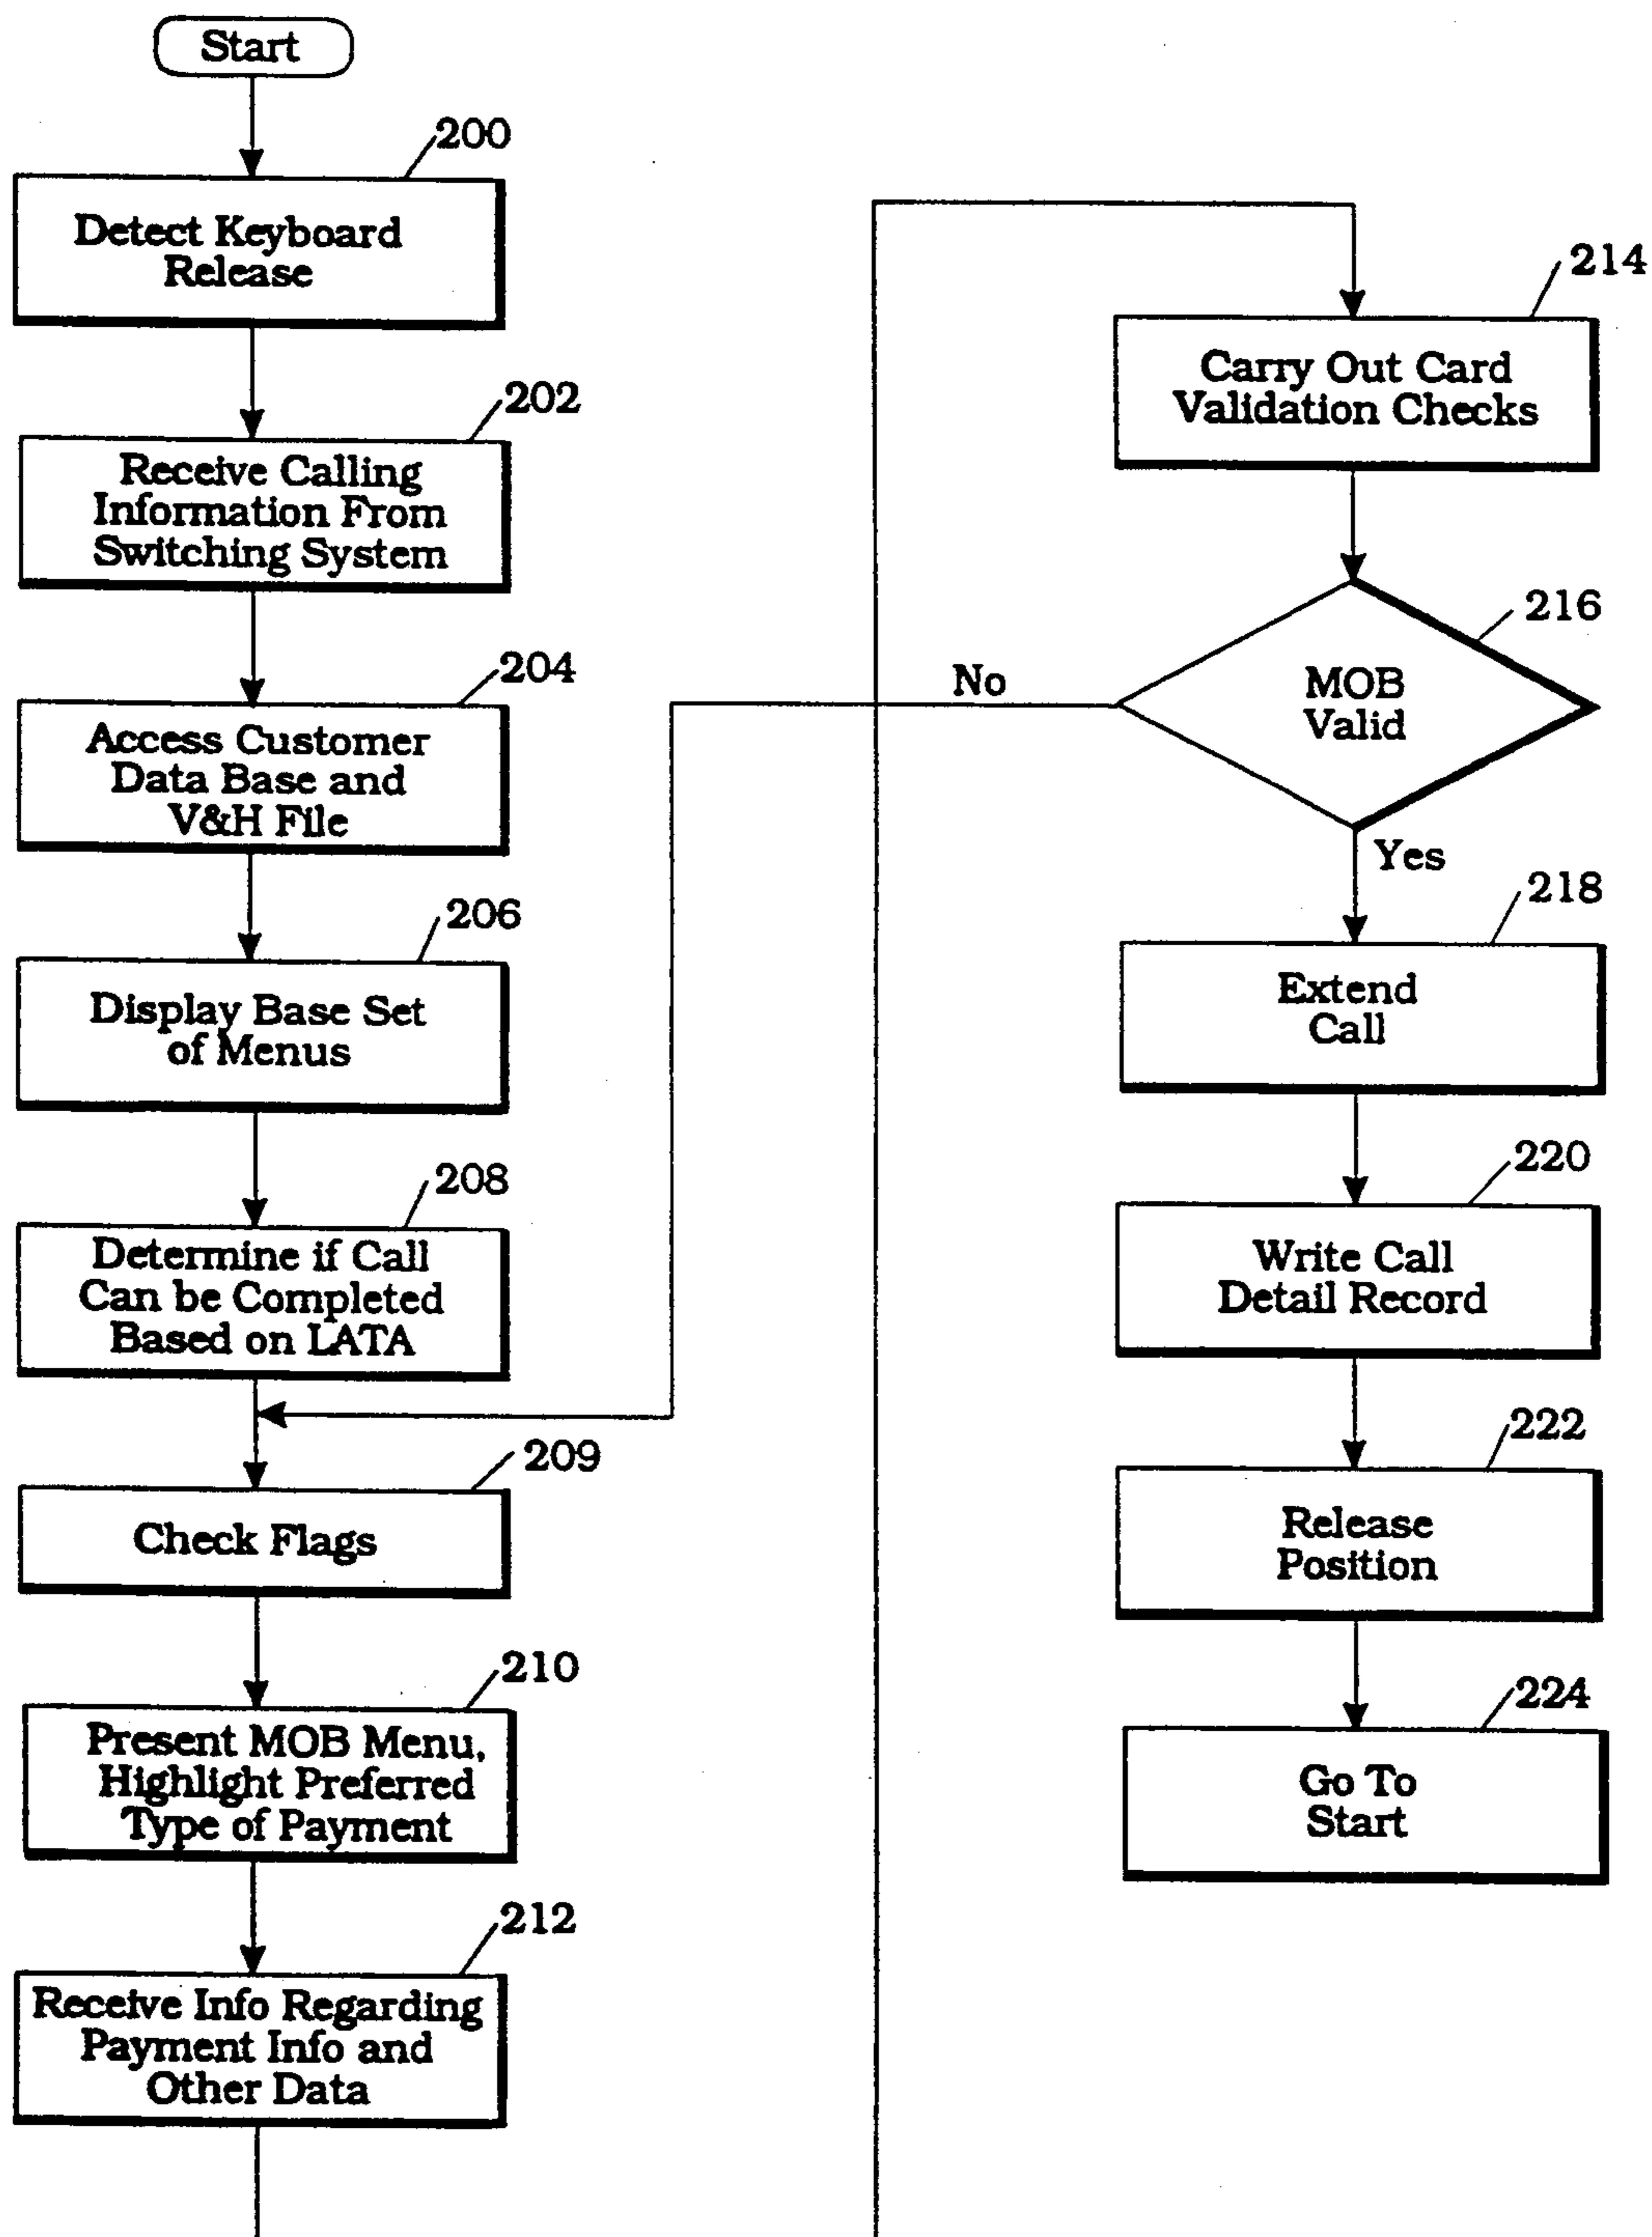 Start
200
Detect Keyboard
Release
202
Receive Calling
Information From
Switching System
204
Access Customer
Data Base and
V&H File
206
Display Base Set
of Menus
208
Determine if Call
Can be Completed
Based on LATA
209
Check Flags
210
Present MOB Menu,
Highlight Preferred
Type of Payment
212
Receive Info Regarding
Payment Info and
Other Data
214
Carry Out Card
Validation Checks
216
MOB
Valid
No
Yes
218
Extend
Call
220
Write Call
Detail Record
222
Release
Position
224
Go To
Start